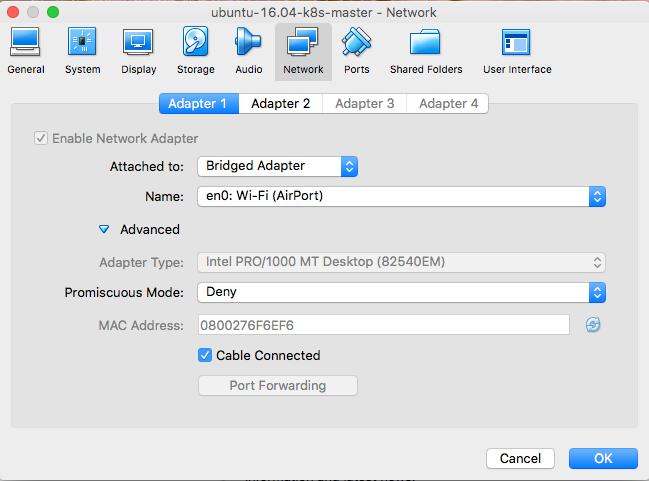 ubuntu-16.04-k8s-master - Network
General System Display Storage Audio Network Ports Shared Folders User Interface
Adapter 1 Adapter 2 Adapter 3 Adapter 4
Enable Network Adapter
Attached to: Bridged Adapter
Name: en0: Wi-Fi (AirPort)
Advanced
Adapter Type: Intel PRO/1000 MT Desktop (82540EM)
Promiscuous Mode: Deny
MAC Address: 0800276F6EF6
Cable Connected
Port Forwarding
Cancel OK